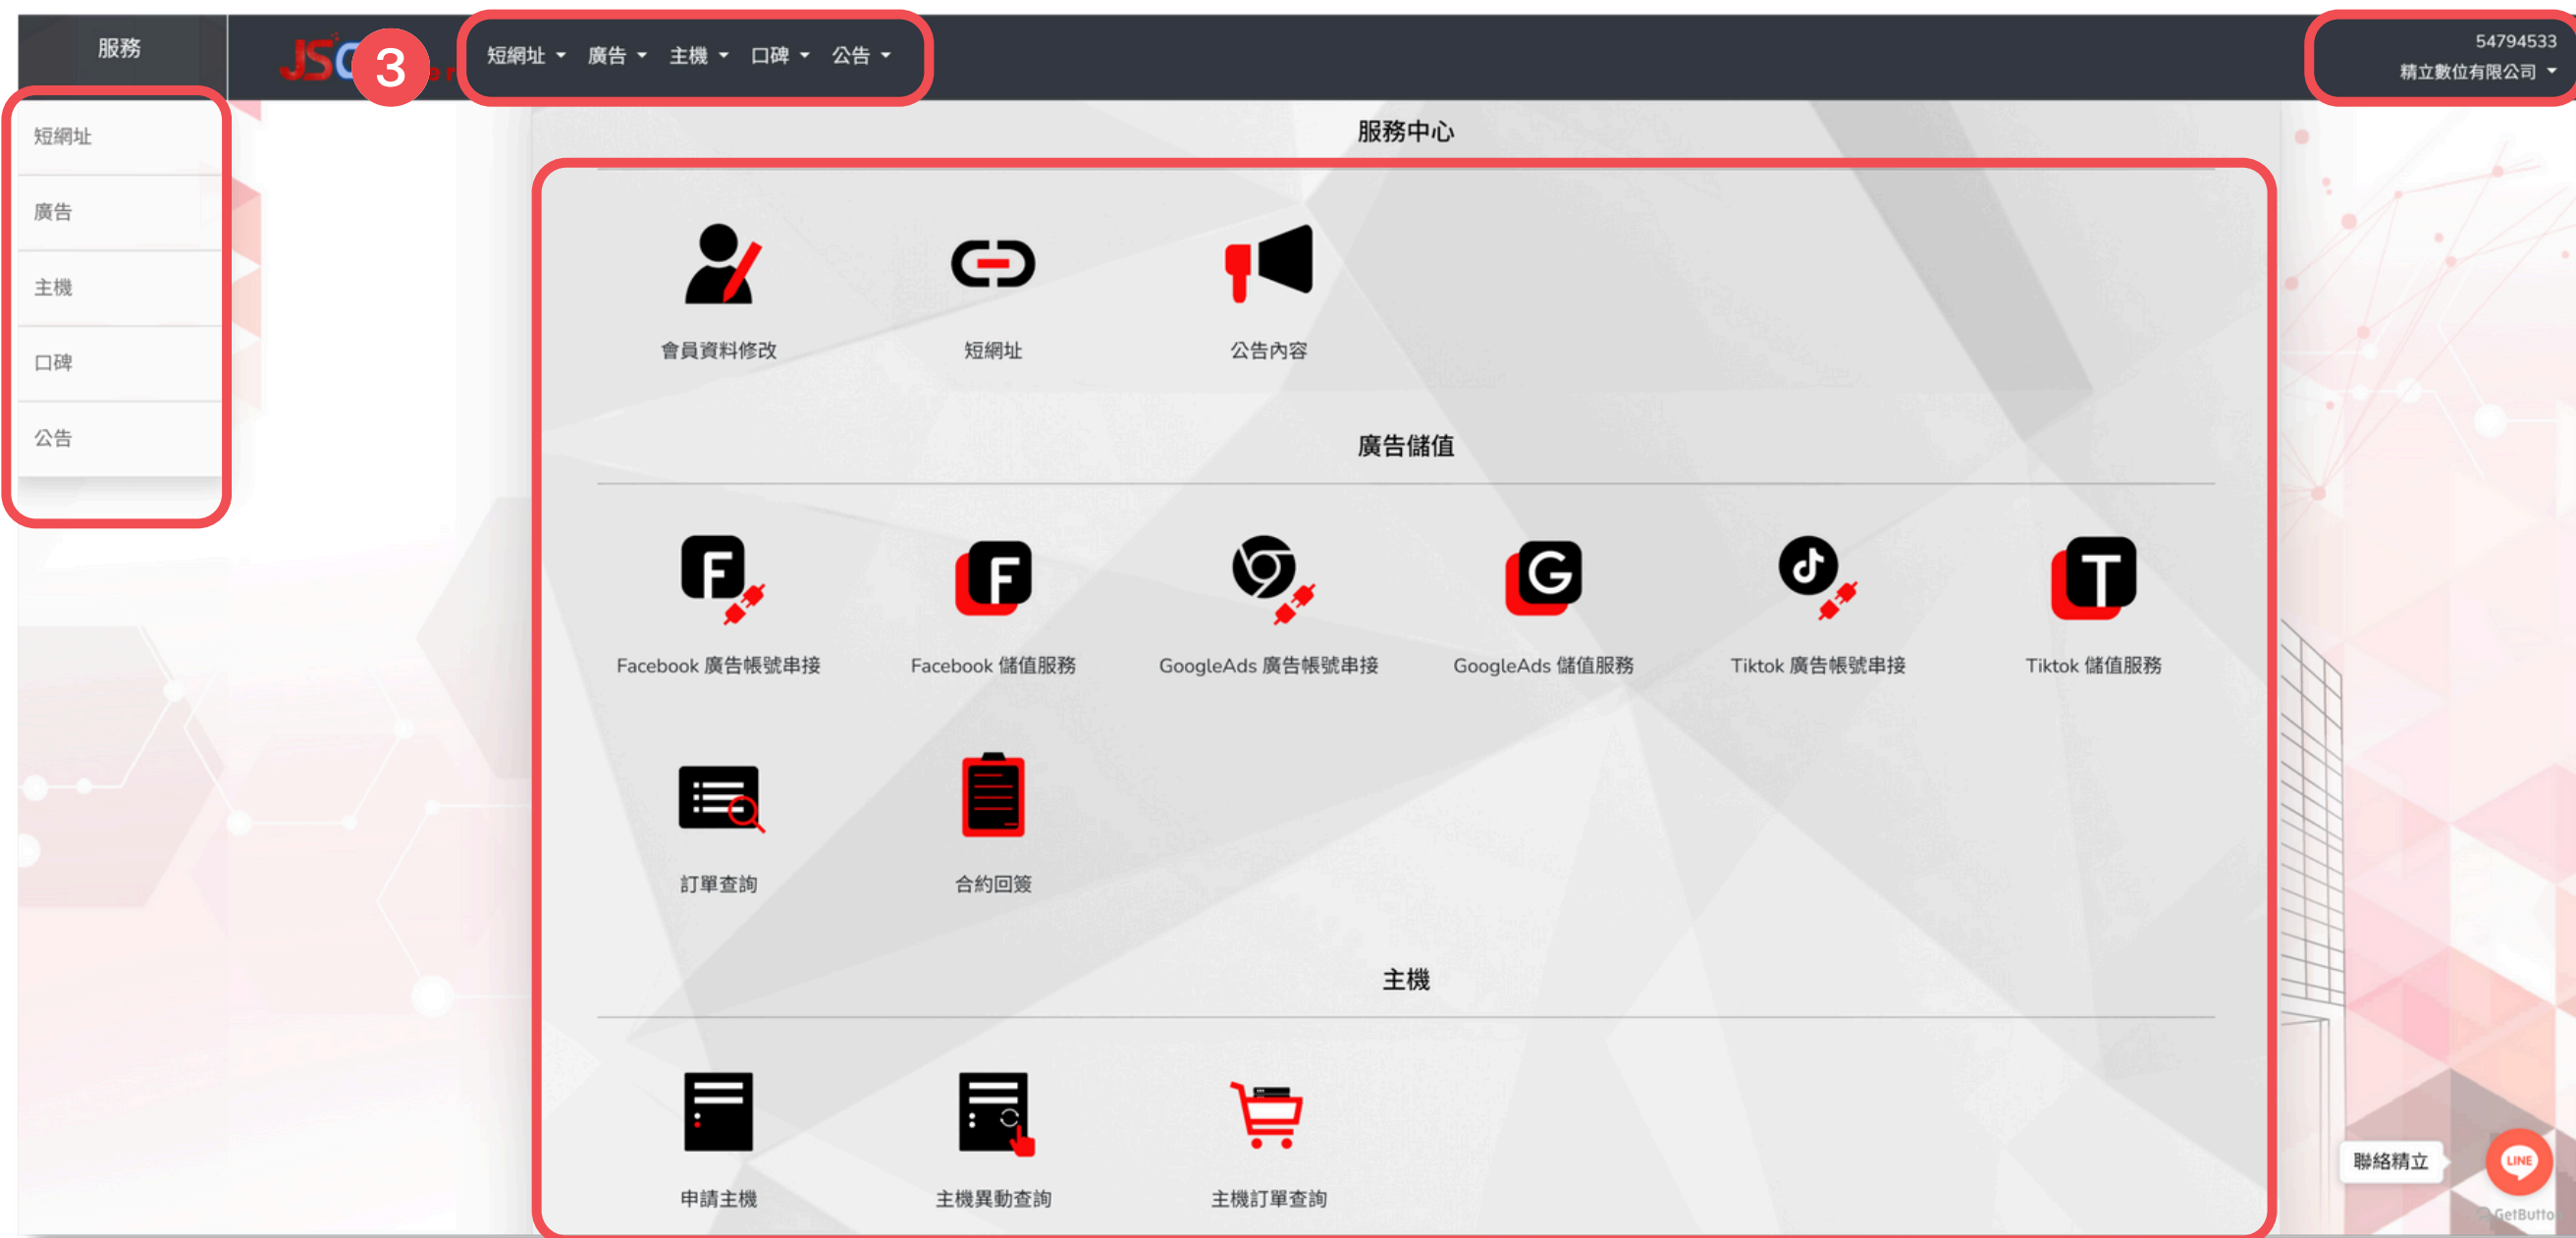 服務
JSC
3
短網址 廣告 主機 口碑 公告
54794533
精立數位有限公司
短網址
廣告
主機
口碑
公告
服務中心
會員資料修改 短網址 公告內容
廣告儲值
F F G T
Facebook 廣告帳號串接 Facebook 儲值服務 GoogleAds 廣告帳號串接 GoogleAds 儲值服務 Tiktok 廣告帳號串接 Tiktok 儲值服務
訂單查詢 合約回簽
主機
申請主機 主機異動查詢 主機訂單查詢
聯絡精立
LINE
GetButto